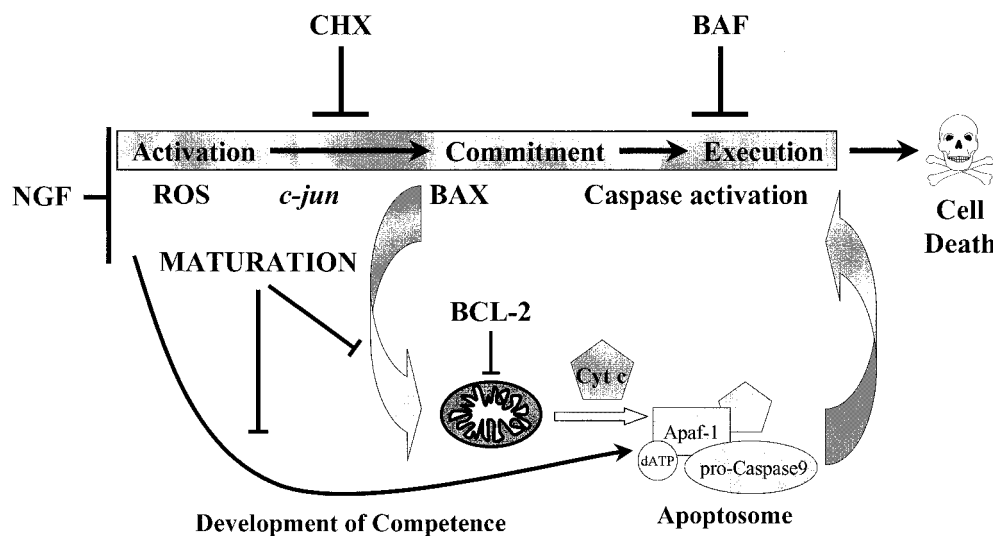 CHX
BAF
Activation
Commitment
Execution
NGF
ROS
c-jun
BAX
Caspase activation
Cell
Death
MATURATION
BCL-2
Cyt c
Apaf-1
dATP
pro-Caspase9
Development of Competence
Apoptosome